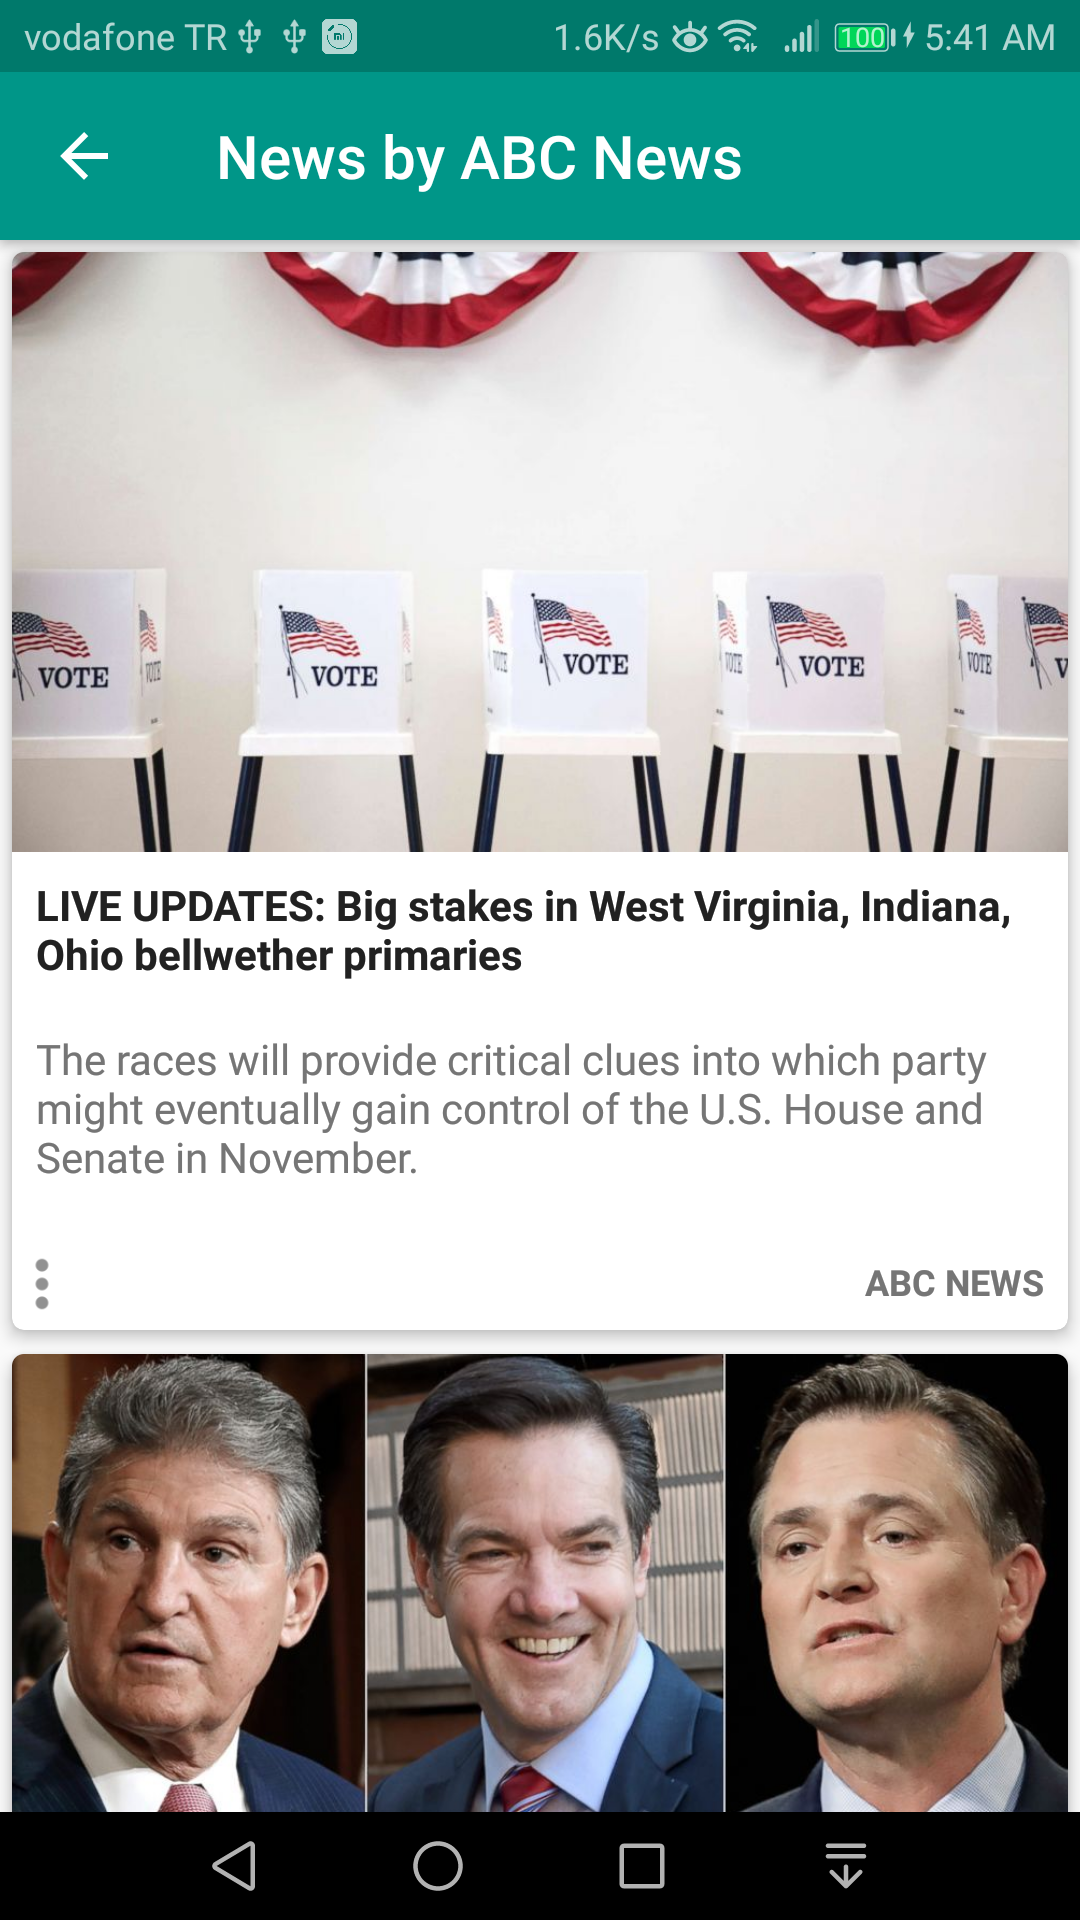 vodafone TR 1.6K/s 100 5:41 AM
News by ABC News
VOTE VOTE VOTE VOTE VOTE VOTE VOTE VOTE V
LIVE UPDATES: Big stakes in West Virginia, Indiana,
Ohio bellwether primaries
The races will provide critical clues into which party
might eventually gain control of the U.S. House and
Senate in November.
ABC NEWS